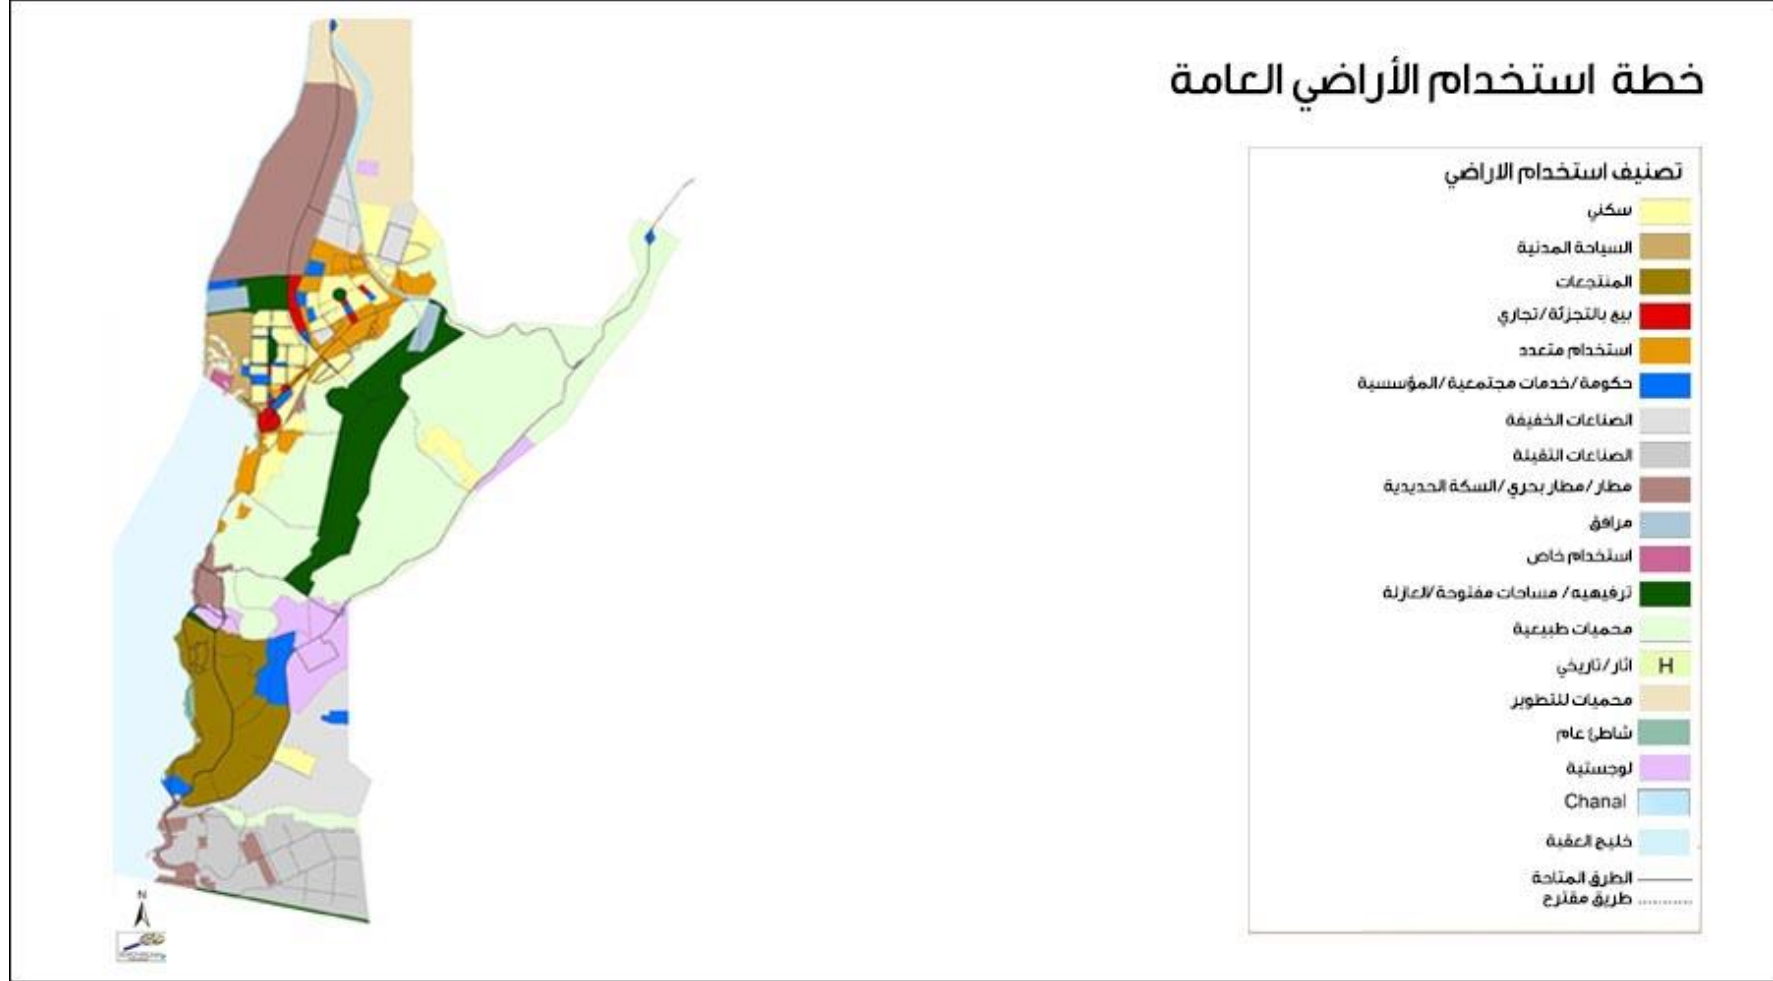 خطة استخدام الأراضي العامة
تصنيف استخدام الاراضي
سكني
السياحة المدنية
المنتجعات
بيع بالتجزئة/تجاري
استخدام متعدد
حكومة/خدمات مجتمعية/المؤسسية
الصناعات الخفيفة
الصناعات الثقيلة
مطار/مطار بحري/السكة الحديدية
مرافق
استخدام خاص
ترفيهيه/ مساحات مفتوحة/العازلة
محميات طبيعية
اثار/تاريخي
H
محميات للتطوير
شاطئ عام
لوجستية
Chanal
خليج العقبة
الطرق المتاحة
طريق مقترح
N